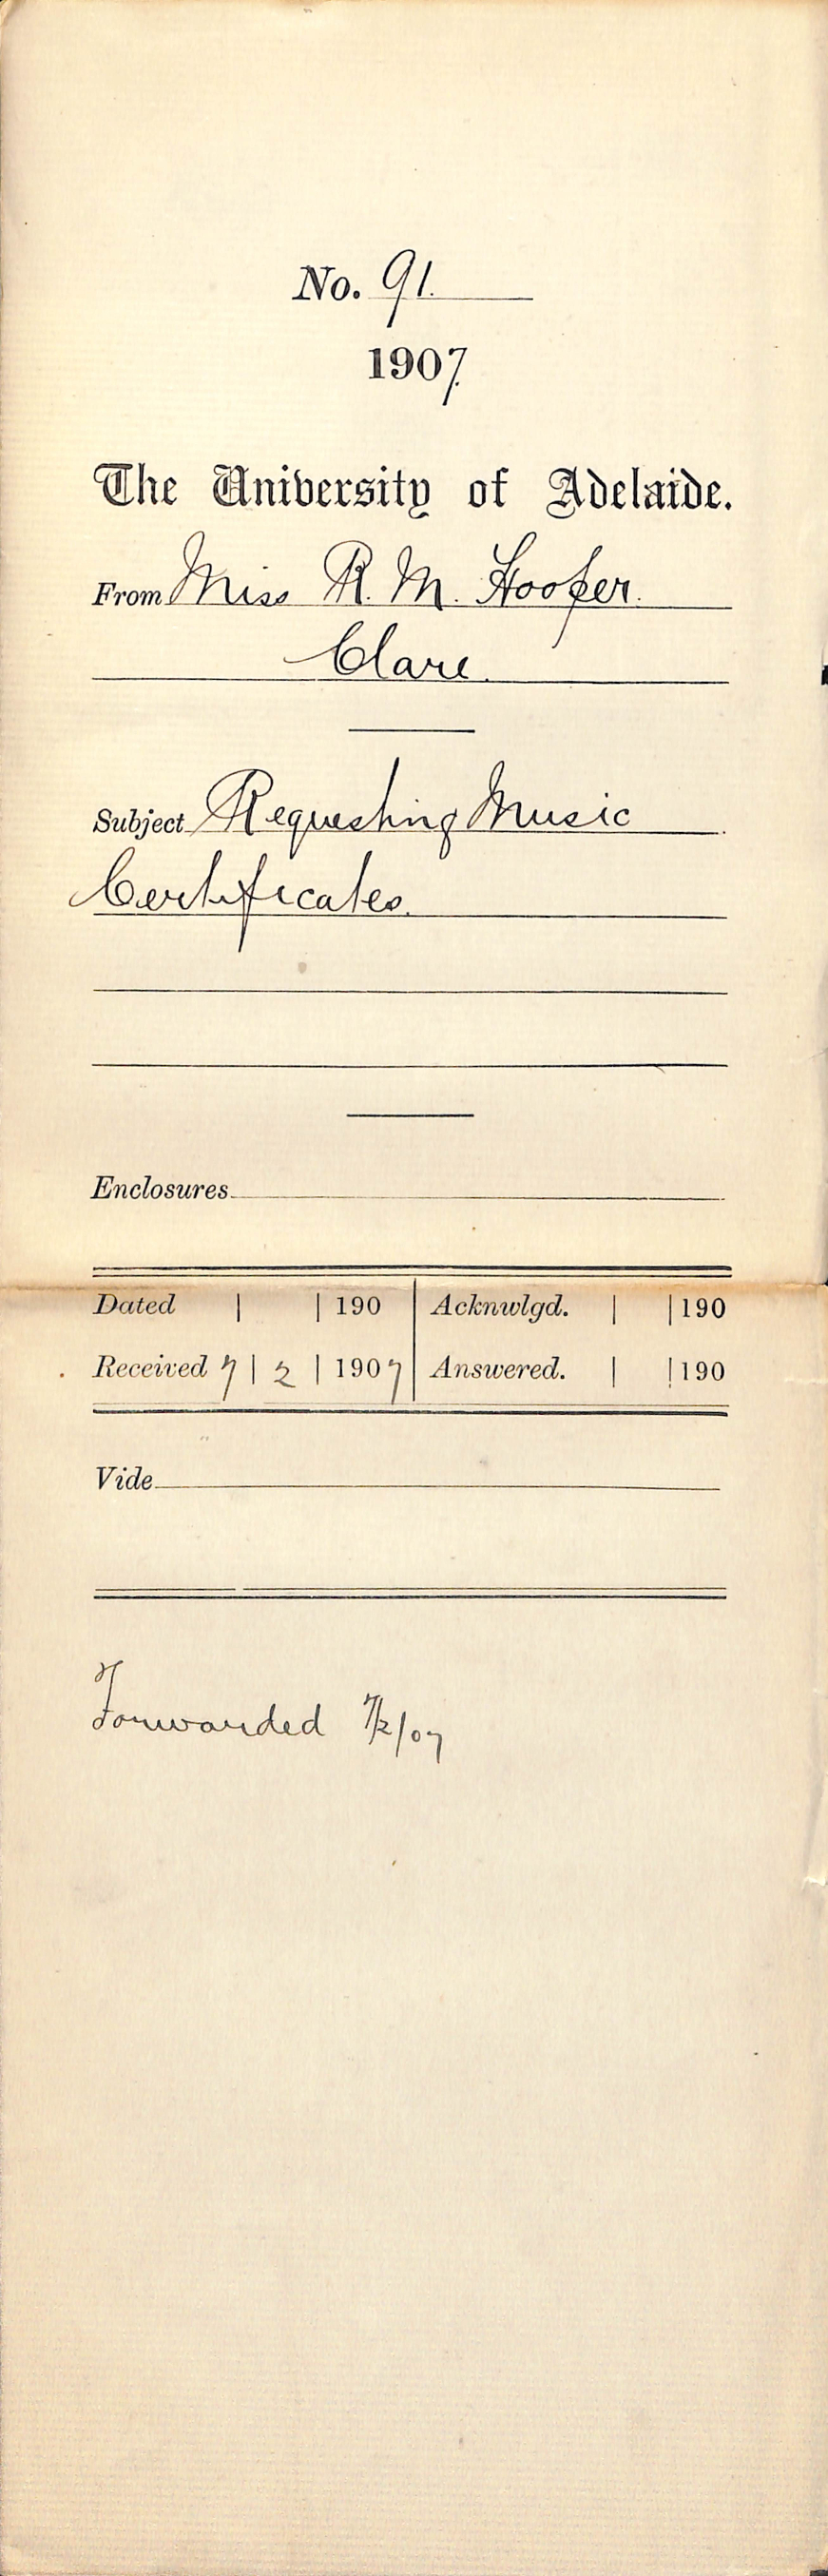 No. 91.
1907.
The University of Adelaide.
From Miss R. M. Hooper.
Clare.
Subject Requesting Music
Certificates.
Enclosures
Dated | | 190 | Acknwlgd. | | 190
Received 7 | 2 | 1907 | Answered. | | 190
Vide
Forwarded 7/2/07